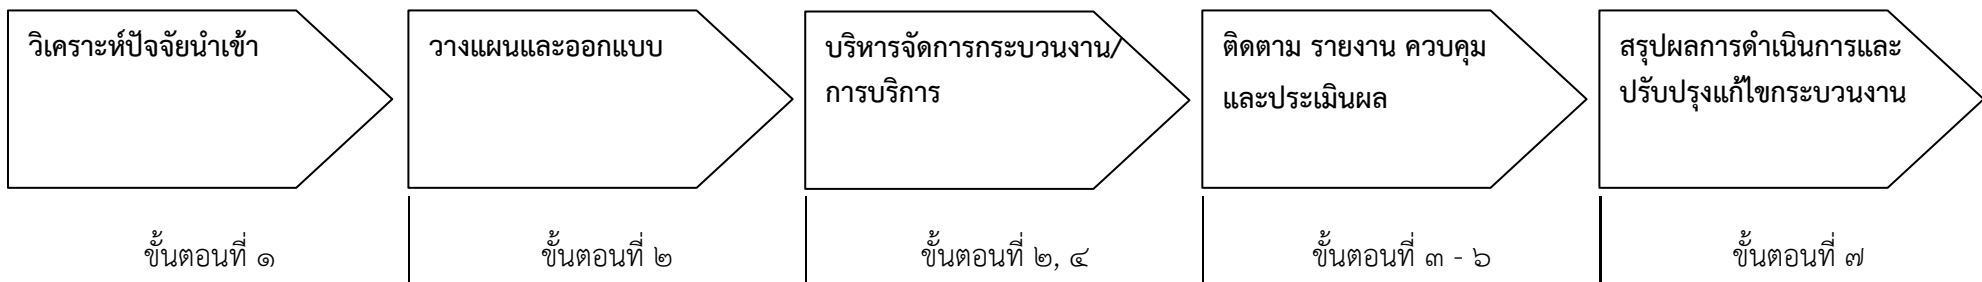 วิเคราะห์ปัจจัยนำเข้า
วางแผนและออกแบบ
บริหารจัดการกระบวนงาน/
การบริการ
ติดตาม รายงาน ควบคุม
และประเมินผล
สรุปผลการดำเนินการและ
ปรับปรุงแก้ไขกระบวนงาน
ขั้นตอนที่ ๑
ขั้นตอนที่ ๒
ขั้นตอนที่ ๒, ๔
ขั้นตอนที่ ๓ - ๖
ขั้นตอนที่ ๗